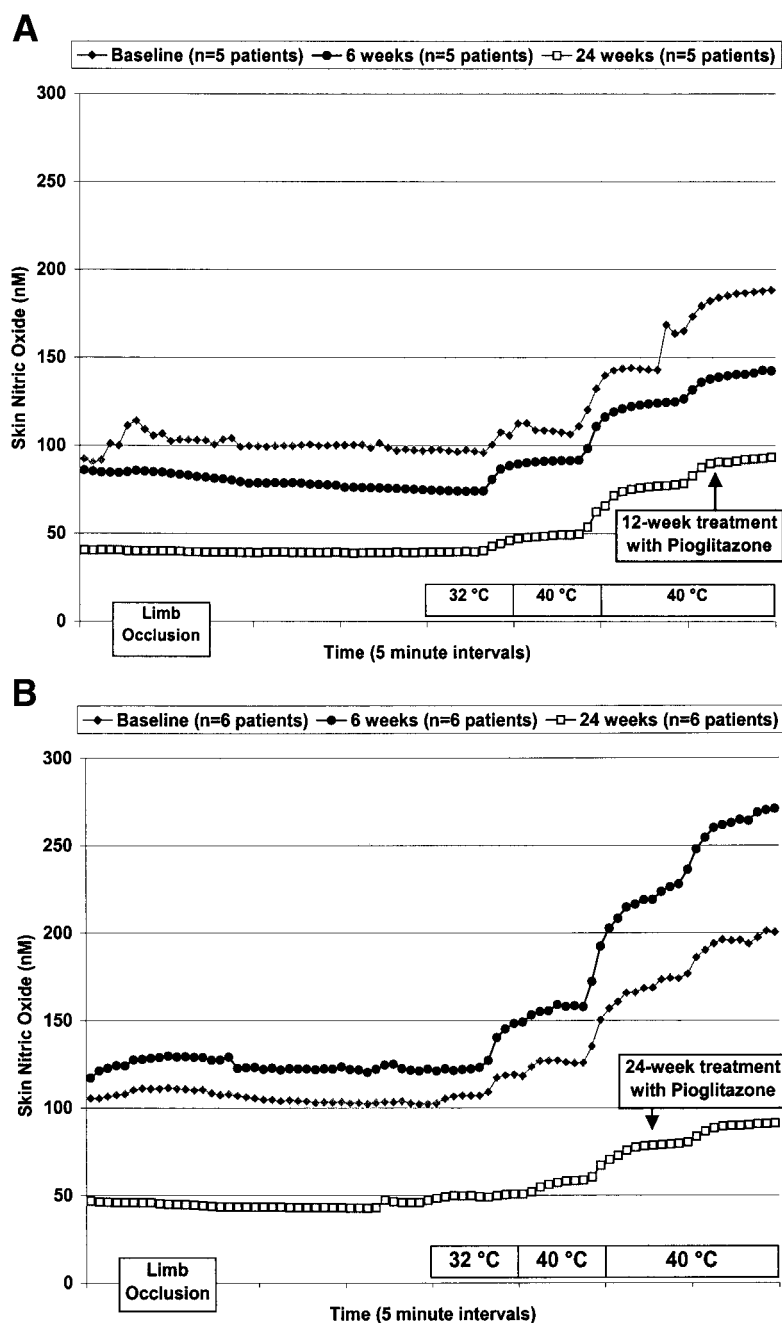 A
Baseline (n=5 patients) 6 weeks (n=5 patients) 24 weeks (n=5 patients)
300
250
200
150
100
50
0
Skin Nitric Oxide (nM)
12-week treatment
with Pioglitazone
32 °C 40 °C 40 °C
Limb
Occlusion
Time (5 minute intervals)
B
Baseline (n=6 patients) 6 weeks (n=6 patients) 24 weeks (n=6 patients)
300
250
200
150
100
50
0
Skin Nitric Oxide (nM)
24-week treatment
with Pioglitazone
32 °C 40 °C 40 °C
Limb
Occlusion
Time (5 minute intervals)